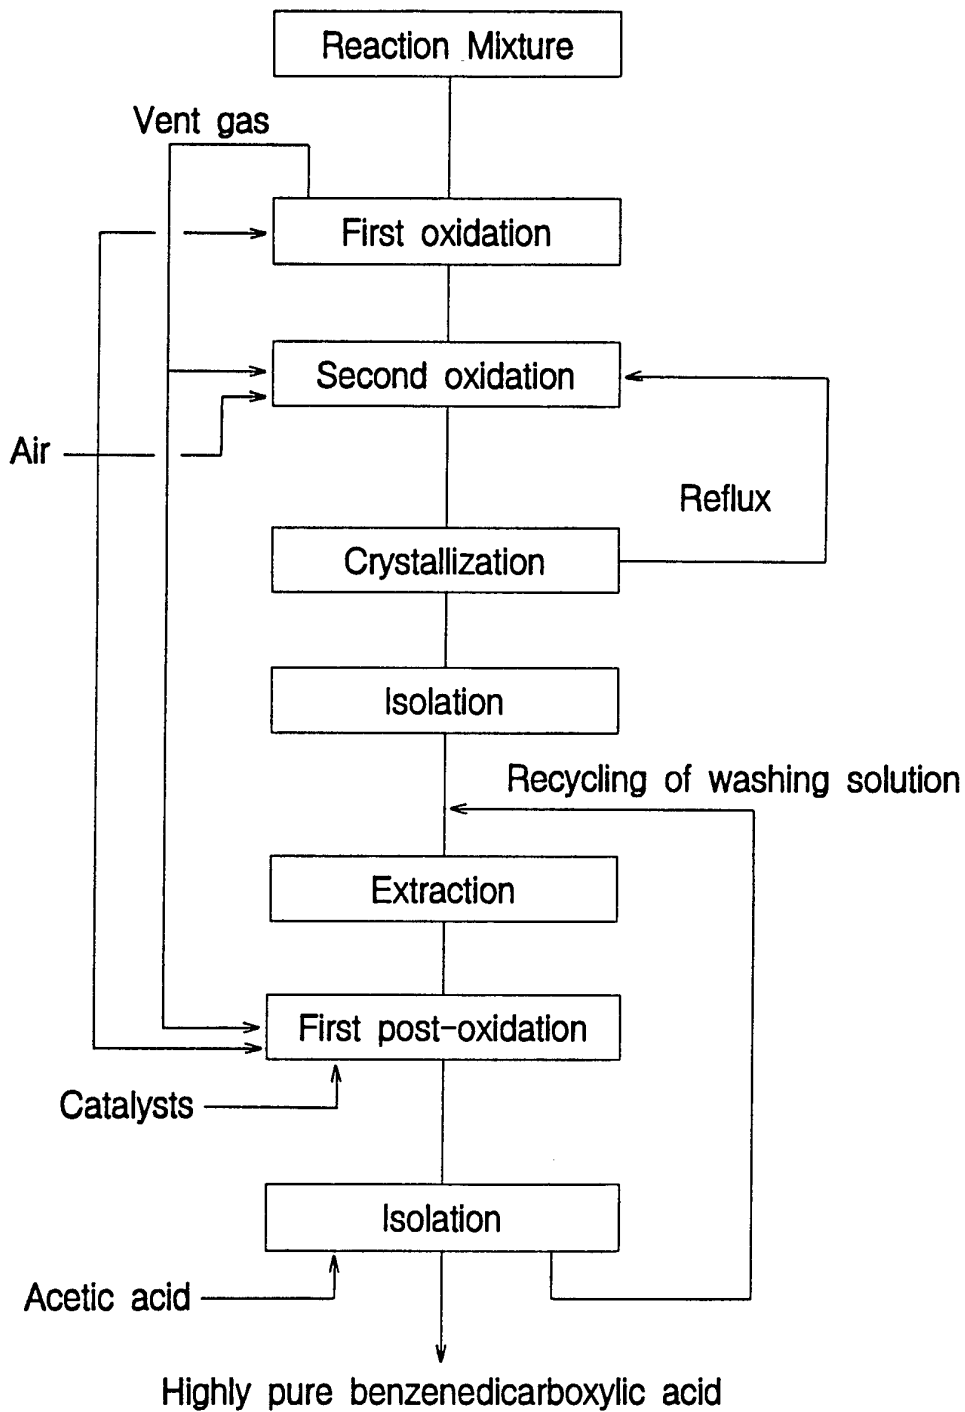 Reaction Mixture
Vent gas
First oxidation
Second oxidation
Air
Reflux
Crystallization
Isolation
Recycling of washing solution
Extraction
First post-oxidation
Catalysts
Isolation
Acetic acid
Highly pure benzenedicarboxylic acid